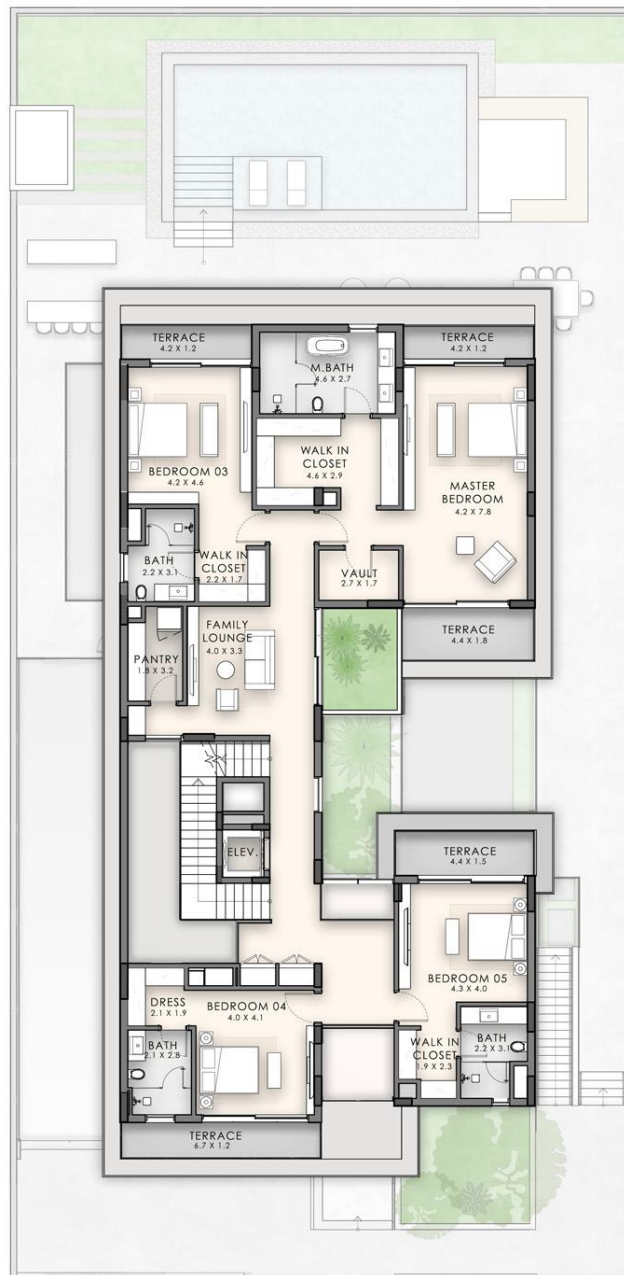 TERRACE
4.2 X 1.2
M.BATH
4.6 X 2.7
TERRACE
4.2 X 1.2
BEDROOM 03
4.2 X 4.6
WALK IN
CLOSET
4.6 X 2.9
MASTER
BEDROOM
4.2 X 7.8
BATH
2.2 X 3.1
WALK IN
CLOSET
2.2 X 1.7
VAULT
2.7 X 1.7
FAMILY
LOUNGE
4.0 X 3.3
PANTRY
1.8 X 3.2
TERRACE
4.4 X 1.8
ELEV.
TERRACE
4.4 X 1.5
BEDROOM 05
4.3 X 4.0
DRESS
2.1 X 1.9
BEDROOM 04
4.0 X 4.1
BATH
2.1 X 2.8
WALK IN
CLOSET
1.9 X 2.3
BATH
2.2 X 3.1
TERRACE
6.7 X 1.2